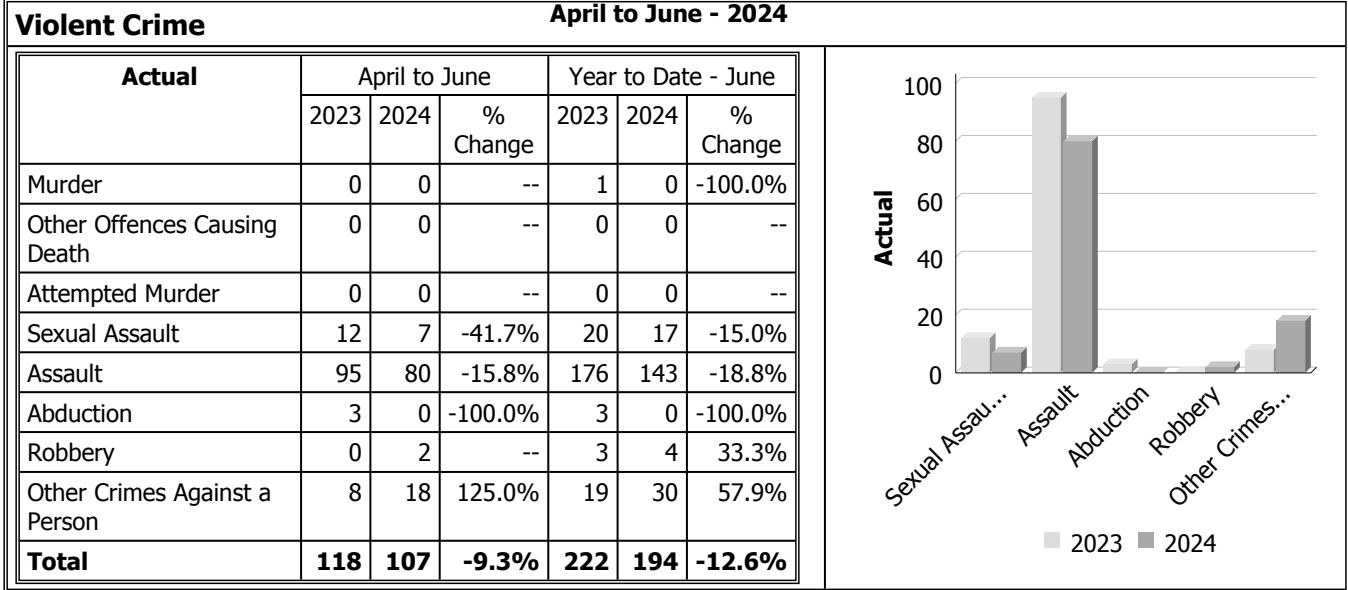 Violent Crime
April to June - 2024
Actual April to June Year to Date - June
2023 2024 % Change 2023 2024 % Change
Murder 0 0 -- 1 0 -100.0%
Other Offences Causing Death 0 0 -- 0 0 --
Attempted Murder 0 0 -- 0 0 --
Sexual Assault 12 7 -41.7% 20 17 -15.0%
Assault 95 80 -15.8% 176 143 -18.8%
Abduction 3 0 -100.0% 3 0 -100.0%
Robbery 0 2 -- 3 4 33.3%
Other Crimes Against a Person 8 18 125.0% 19 30 57.9%
Total 118 107 -9.3% 222 194 -12.6%
Actual
100
80
60
40
20
0
Sexual Assau...
Assault
Abduction
Robbery
Other Crimes...
2023 2024